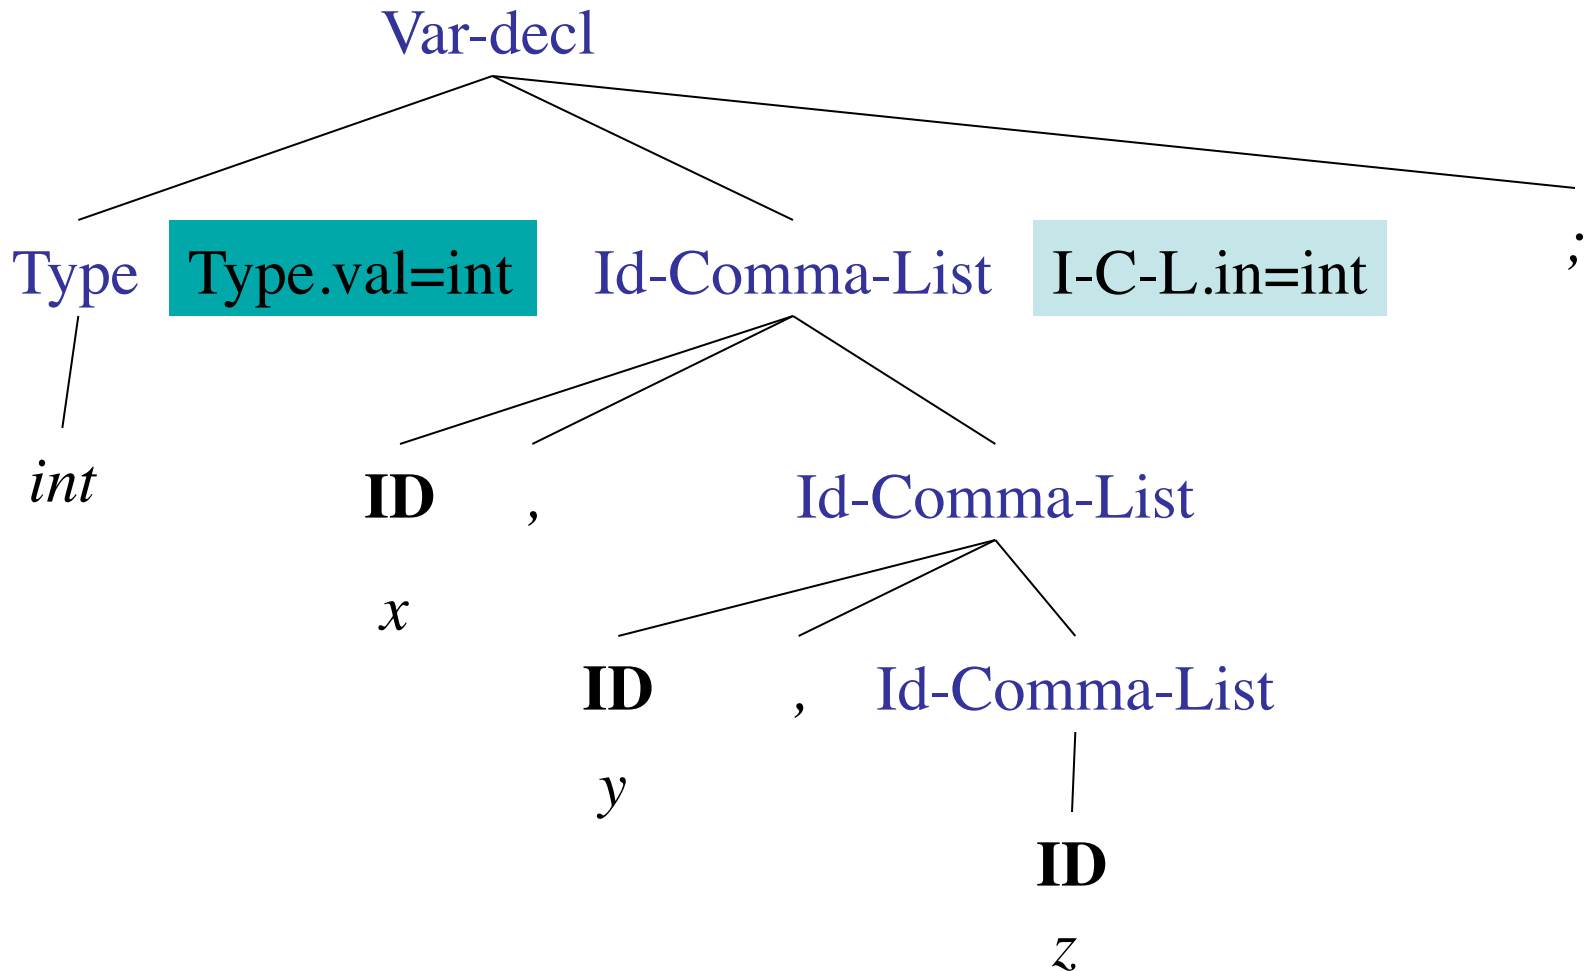 Var-decl
Type Type.val=int Id-Comma-List I-C-L.in=int ;
int ID , Id-Comma-List
x
ID , Id-Comma-List
y
ID
z